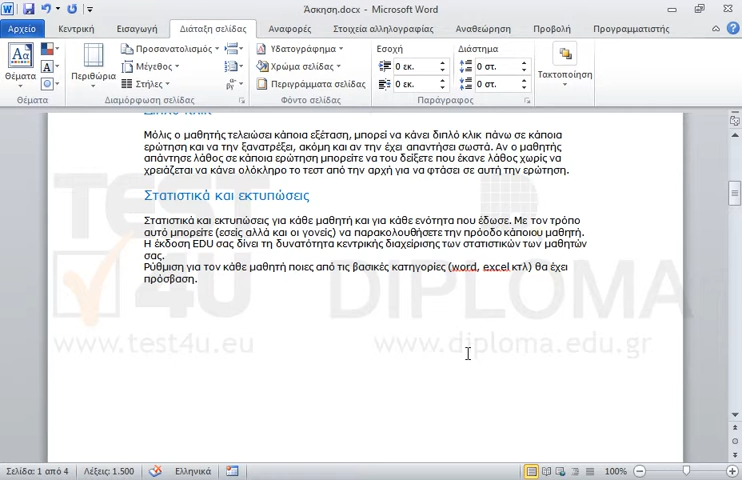 Άσκηση.docx - Microsoft Word
Αρχείο Κεντρική Εισαγωγή Διάταξη σελίδας Αναφορές Στοιχεία αλληλογραφίας Αναθεώρηση Προβολή Προγραμματιστής
Θέματα
Θέματα
Περιθώρια
Προσανατολισμός
Μέγεθος
Στήλες
Διαμόρφωση σελίδας
Υδατογράφημα
Χρώμα σελίδας
Περιγράμματα σελίδας
Φόντο σελίδας
Εσοχή Διάστημα
0 εκ. 0 στ.
0 εκ. 0 στ.
Παράγραφος
Τακτοποίηση
Διπλό κλικ
Μόλις ο μαθητής τελειώσει κάποια εξέταση, μπορεί να κάνει διπλό κλικ πάνω σε κάποια
ερώτηση και να την ξανατρέξει, ακόμη και αν την έχει απαντήσει σωστά. Αν ο μαθητής
απάντησε λάθος σε κάποια ερώτηση μπορείτε να του δείξετε που έκανε λάθος χωρίς να
χρειάζεται να κάνει ολόκληρο το τεστ από την αρχή για να φτάσει σε αυτή την ερώτηση.
Στατιστικά και εκτυπώσεις
Στατιστικά και εκτυπώσεις για κάθε μαθητή και για κάθε ενότητα που έδωσε. Με τον τρόπο
αυτό μπορείτε (εσείς αλλά και οι γονείς) να παρακολουθήσετε την πρόοδο κάποιου μαθητή.
Η έκδοση EDU σας δίνει τη δυνατότητα κεντρικής διαχείρισης των στατιστικών των μαθητών
σας.
Ρύθμιση για τον κάθε μαθητή ποιες από τις βασικές κατηγορίες (word, excel κτλ) θα έχει
πρόσβαση.
TEST 4U DIPLOMA
www.test4u.eu www.diploma.edu.gr
Σελίδα: 1 από 4 Λέξεις: 1.500 Ελληνικά 100%